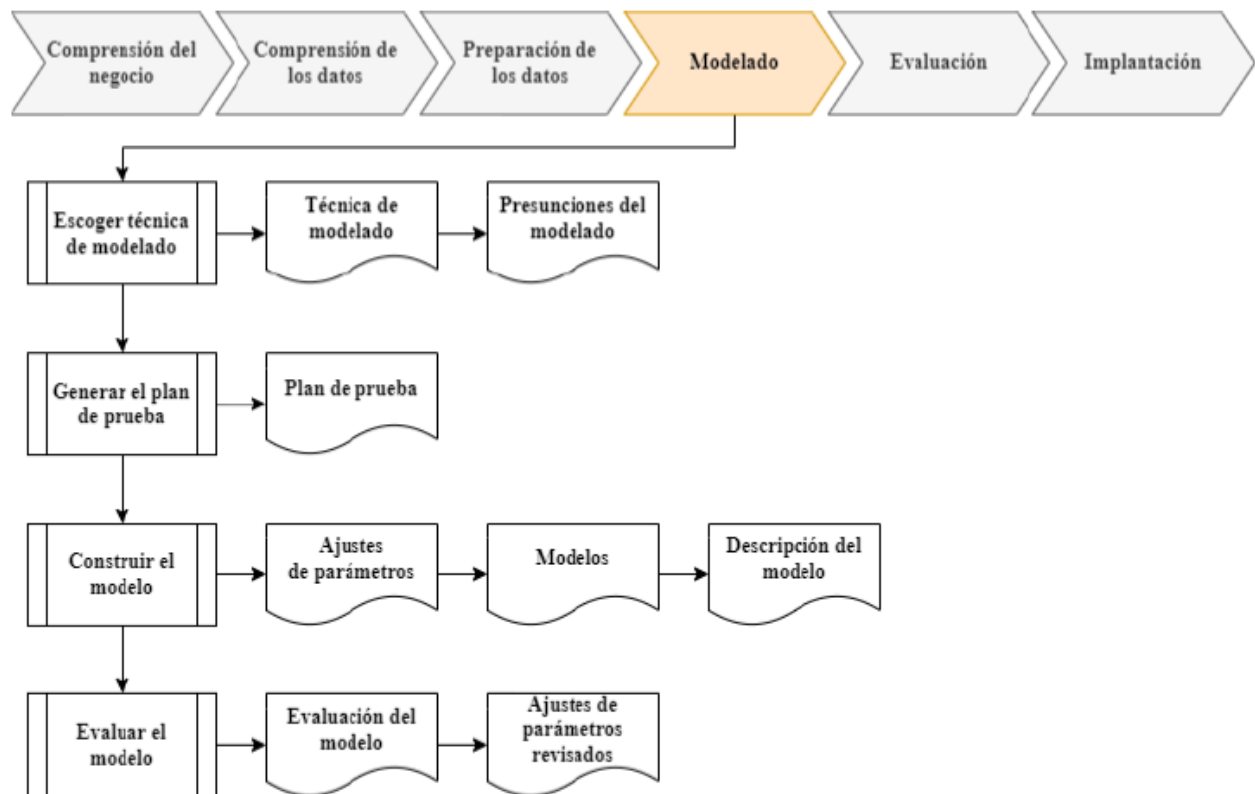 Comprensión del
negocio
Comprensión de
los datos
Preparación de
los datos
Modelado
Evaluación
Implantación
Escoger técnica
de modelado
Técnica de
modelado
Presunciones del
modelado
Generar el plan
de prueba
Plan de prueba
Construir el
modelo
Ajustes
de parámetros
Modelos
Descripción del
modelo
Evaluar el
modelo
Evaluación del
modelo
Ajustes de
parámetros
revisados